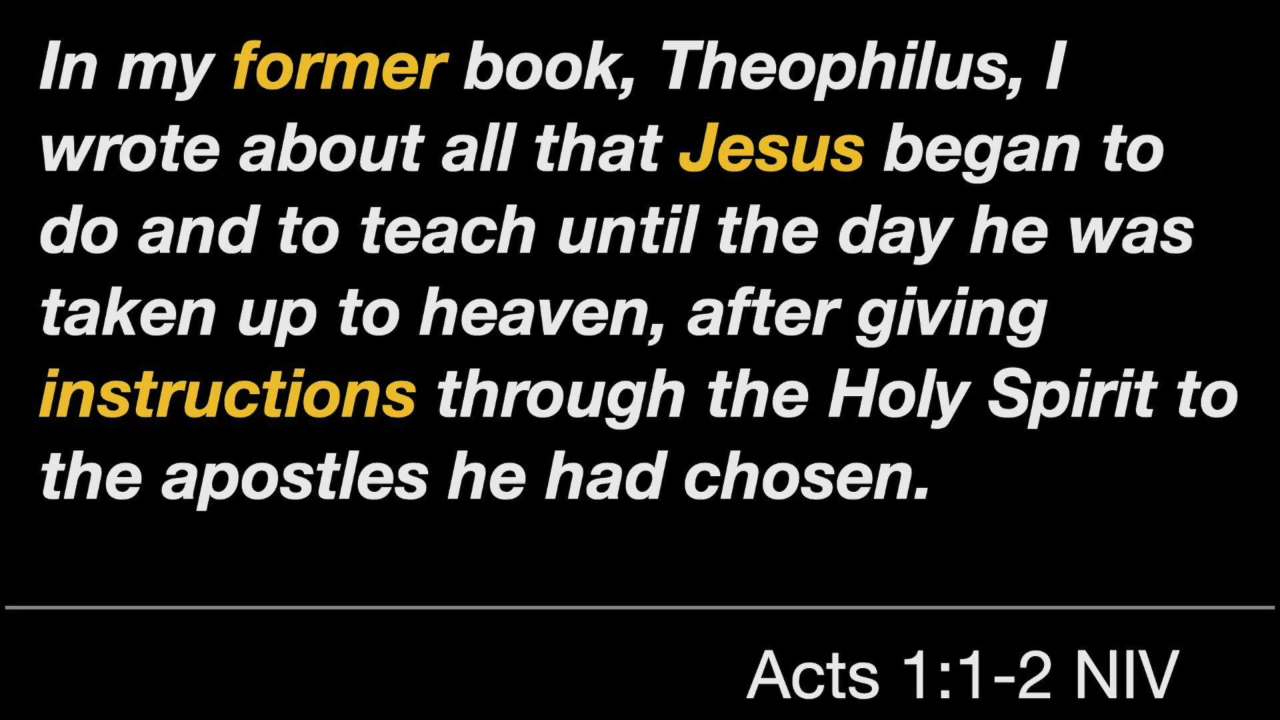 In my former book, Theophilus, I
wrote about all that Jesus began to
do and to teach until the day he was
taken up to heaven, after giving
instructions through the Holy Spirit to
the apostles he had chosen.
Acts 1:1-2 NIV